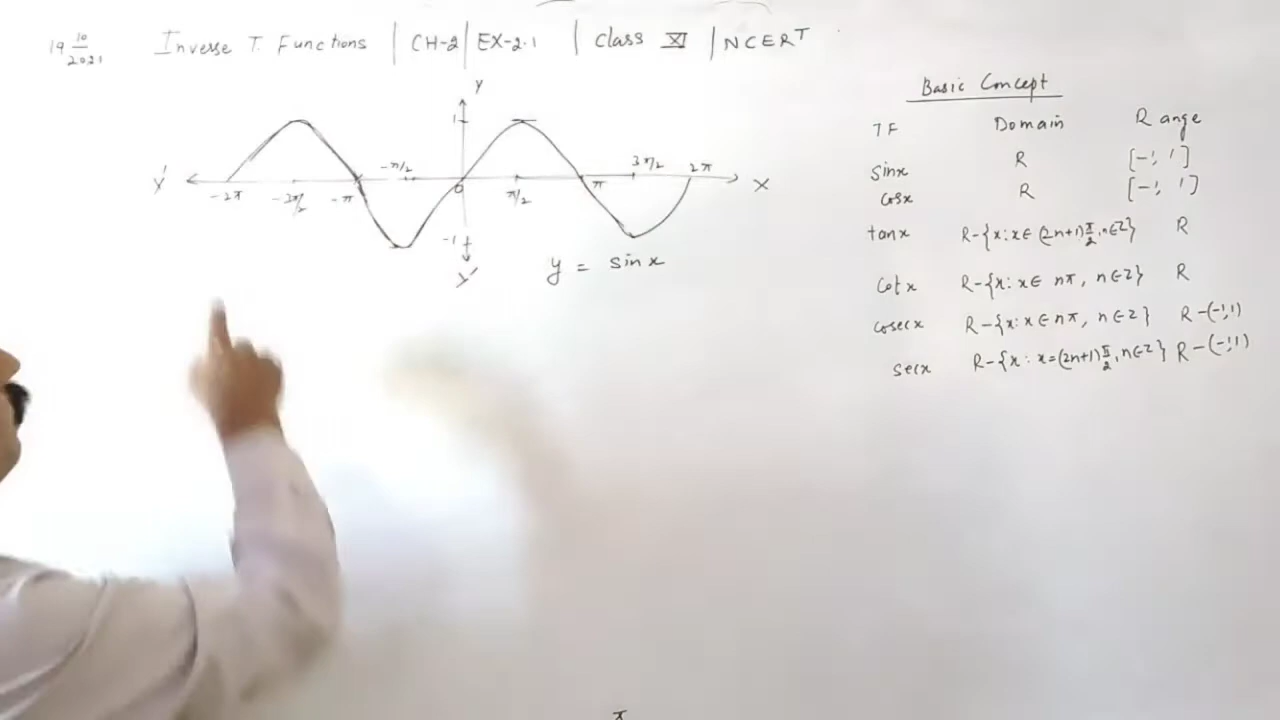 19 10/2021 Inverse T. Functions | CH-2 | EX-2.1 | Class XI | NCERT
Y
1
-π/2
3π/2
2π
X'
-2π
-3π/2
-π
0
π/2
π
X
-1
Y'
y = sinx
Basic Concept
TF Domain Range
sinx R [-1, 1]
cosx R [-1, 1]
tanx R-{x:x∈(2n+1)π/2,n∈Z} R
cotx R-{x: x∈ nπ, n∈Z} R
cosecx R-{x:x∈nπ, n∈Z} R-(-1,1)
secx R-{x: x=(2n+1)π/2,n∈Z} R-(-1,1)
π